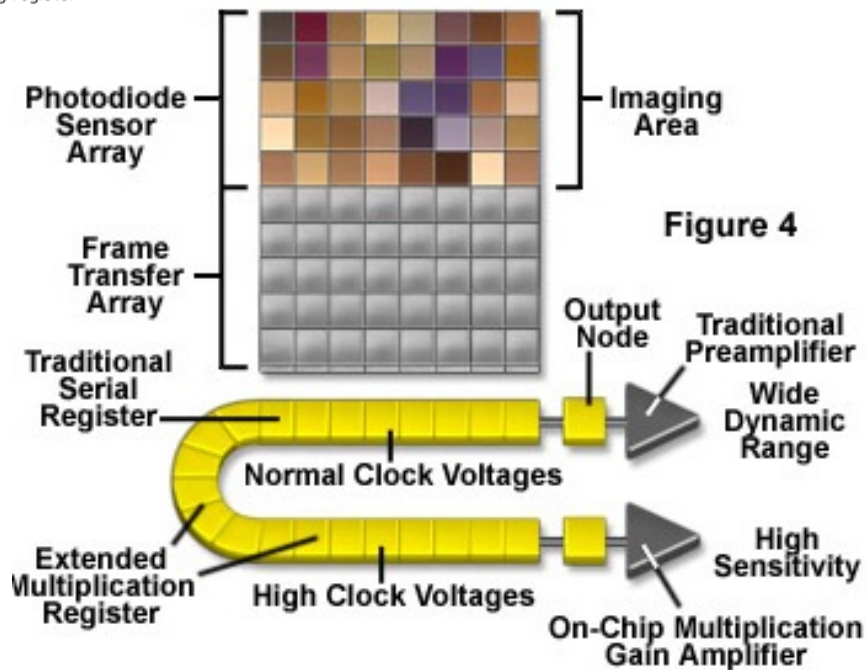 Photodiode
Sensor
Array
Imaging
Area
Figure 4
Frame
Transfer
Array
Output
Node
Traditional
Preamplifier
Traditional
Serial
Register
Wide
Dynamic
Range
Normal Clock Voltages
Extended
Multiplication
Register
High Clock Voltages
High
Sensitivity
On-Chip Multiplication
Gain Amplifier